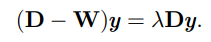 (D − W)y = λDy.